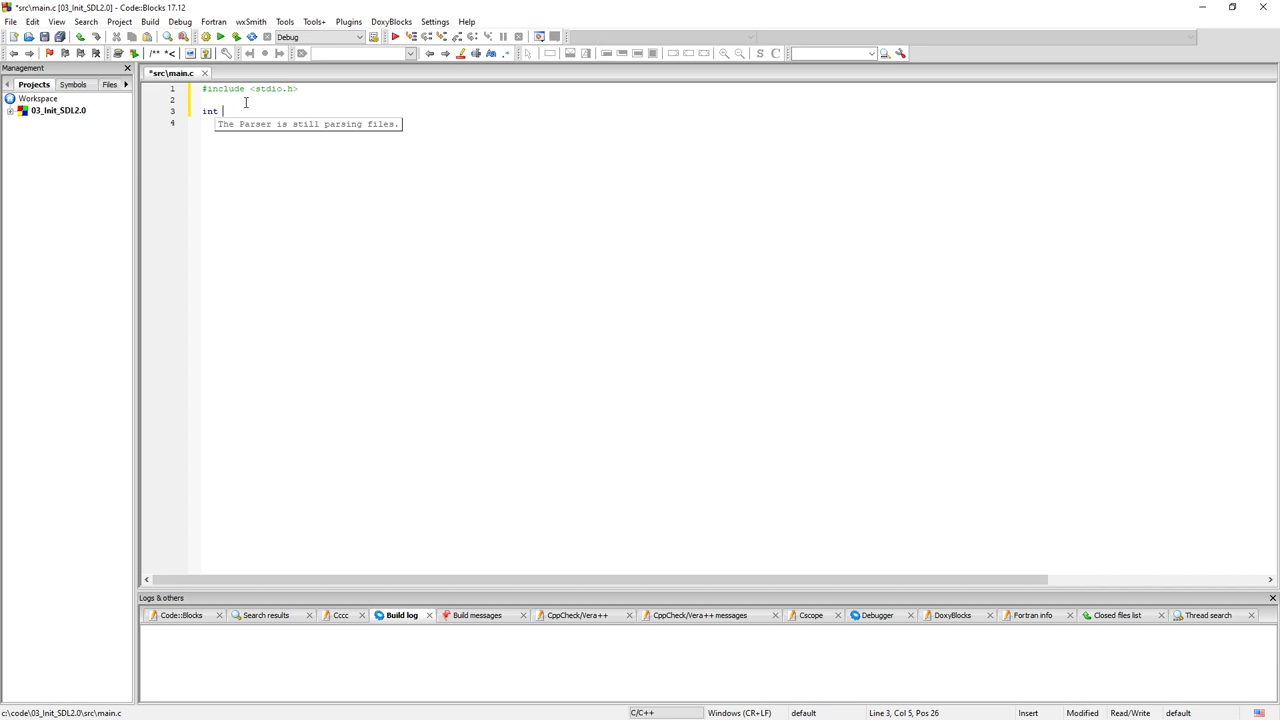 *src\main.c [03_Init_SDL2.0] - Code::Blocks 17.12
File Edit View Search Project Build Debug Fortran wxSmith Tools Tools+ Plugins DoxyBlocks Settings Help
Debug
/** *<
Management
Projects Symbols Files
Workspace
03_Init_SDL2.0
*src\main.c
1 #include <stdio.h>
2
3 int
The Parser is still parsing files.
4
Logs & others
Code::Blocks Search results Cccc Build log Build messages CppCheck/Vera++ CppCheck/Vera++ messages Cscope Debugger DoxyBlocks Fortran info Closed files list Thread search
c:\code\03_Init_SDL2.0\src\main.c C/C++ Windows (CR+LF) default Line 3, Col 5, Pos 26 Insert Modified Read/Write default